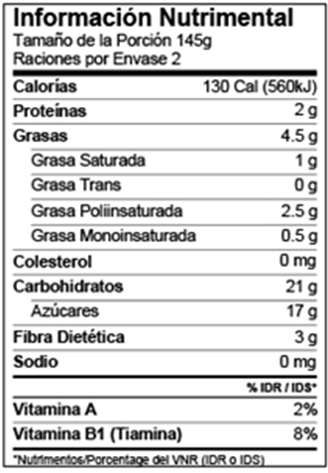 Información Nutrimental
Tamaño de la Porción 145g
Raciones por Envase 2
Calorías 130 Cal (560kJ)
Proteínas 2 g
Grasas 4.5 g
Grasa Saturada 1 g
Grasa Trans 0 g
Grasa Poliinsaturada 2.5 g
Grasa Monoinsaturada 0.5 g
Colesterol 0 mg
Carbohidratos 21 g
Azúcares 17 g
Fibra Dietética 3 g
Sodio 0 mg
% IDR / IDS*
Vitamina A 2%
Vitamina B1 (Tiamina) 8%
*Nutrimentos/Porcentage del VNR (IDR o IDS)